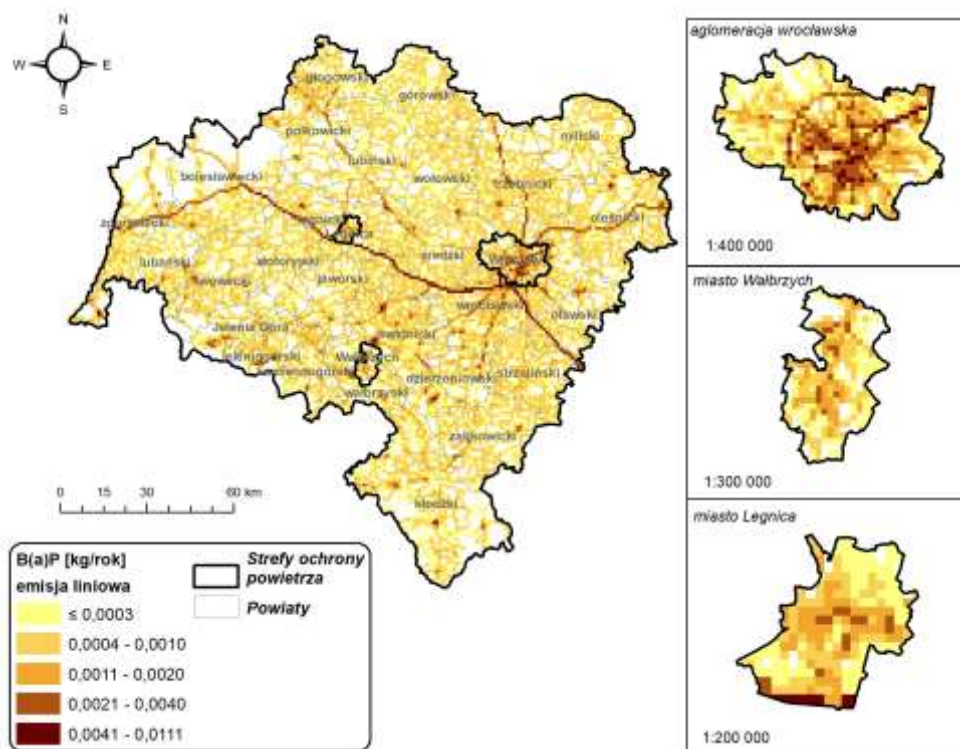 N
W
E
S
głogowski
górowski
polkowicki
milicki
lubiński
wołowski
trzebnicki
bolesławiecki
oleśnicki
zgorzelecki
średzki
lubański
złotoryjski
jaworski
lwówecki
wrocławski
oławski
Jelenia Góra
świdnicki
Wałbrzych
dzierżoniowski
strzeliński
wałbrzyski
ząbkowicki
kłodzki
0 15 30 60 km
B(a)P [kg/rok]
emisja liniowa
≤ 0,0003
0,0004 - 0,0010
0,0011 - 0,0020
0,0021 - 0,0040
0,0041 - 0,0111
Strefy ochrony
powietrza
Powiaty
aglomeracja wrocławska
1:400 000
miasto Wałbrzych
1:300 000
miasto Legnica
1:200 000